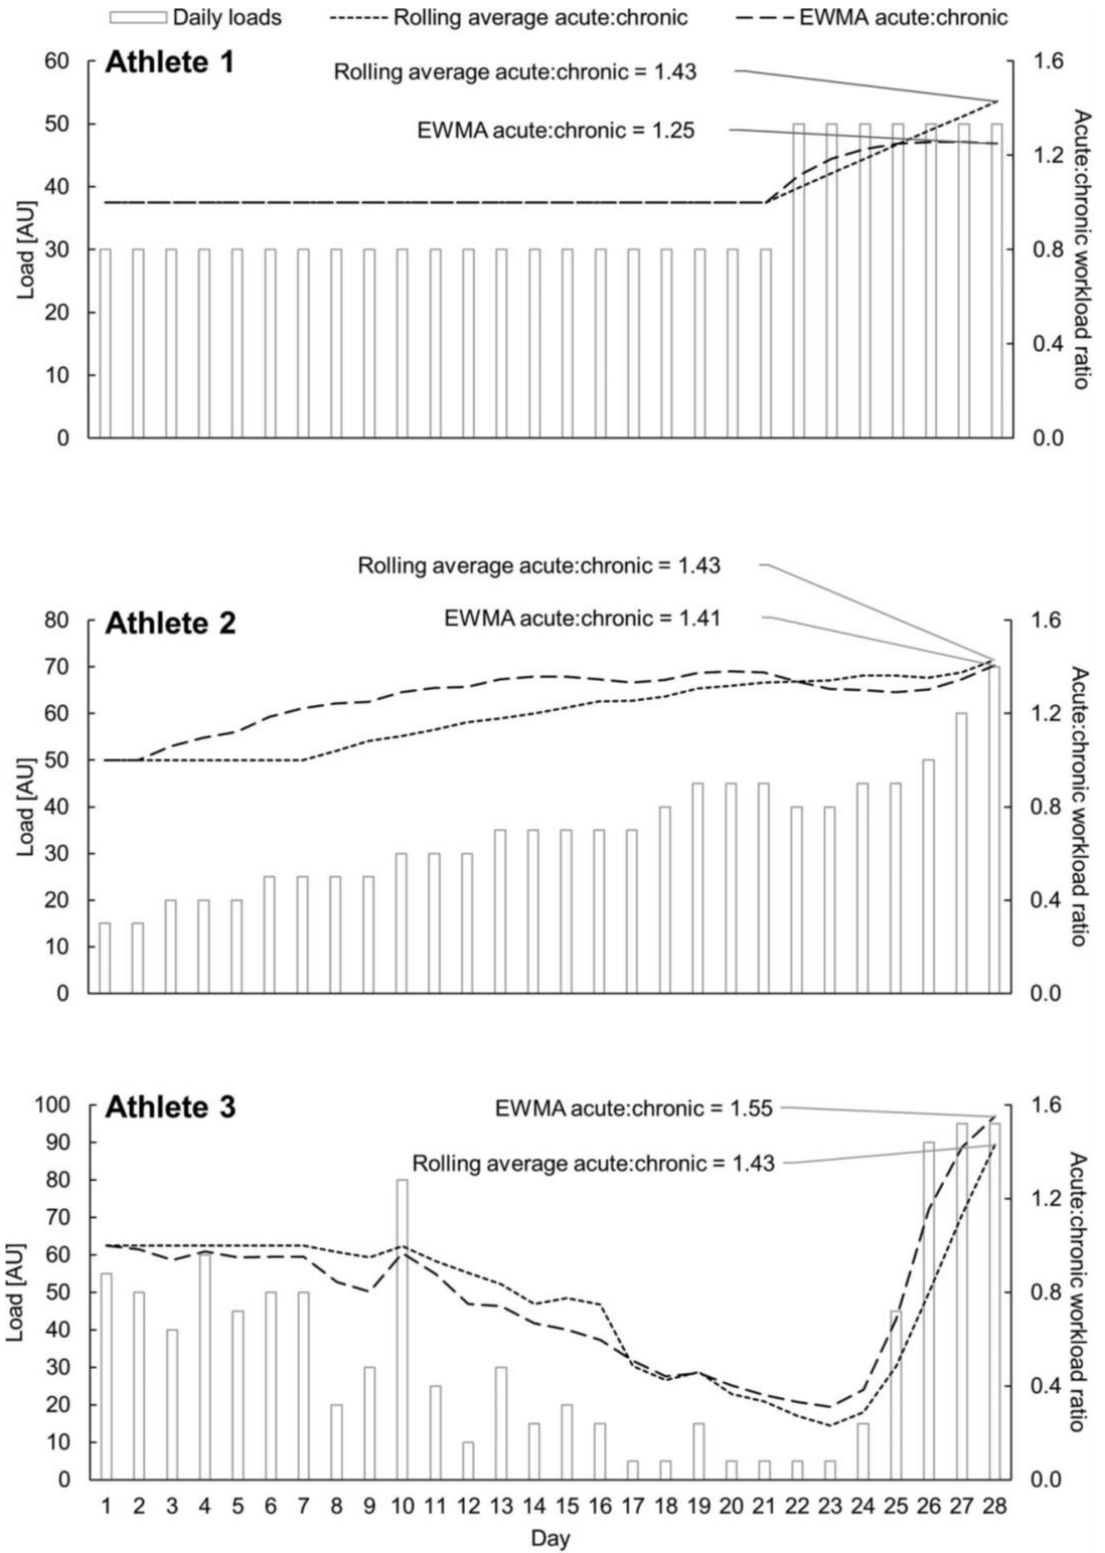 Daily loads Rolling average acute:chronic EWMA acute:chronic
Athlete 1
Rolling average acute:chronic = 1.43
EWMA acute:chronic = 1.25
60
50
40
30
20
10
0
Load [AU]
1.6
1.2
0.8
0.4
0.0
Acute:chronic workload ratio
Rolling average acute:chronic = 1.43
EWMA acute:chronic = 1.41
Athlete 2
80
70
60
50
40
30
20
10
0
Load [AU]
1.6
1.2
0.8
0.4
0.0
Acute:chronic workload ratio
Athlete 3
EWMA acute:chronic = 1.55
Rolling average acute:chronic = 1.43
100
90
80
70
60
50
40
30
20
10
0
Load [AU]
1.6
1.2
0.8
0.4
0.0
Acute:chronic workload ratio
1 2 3 4 5 6 7 8 9 10 11 12 13 14 15 16 17 18 19 20 21 22 23 24 25 26 27 28
Day